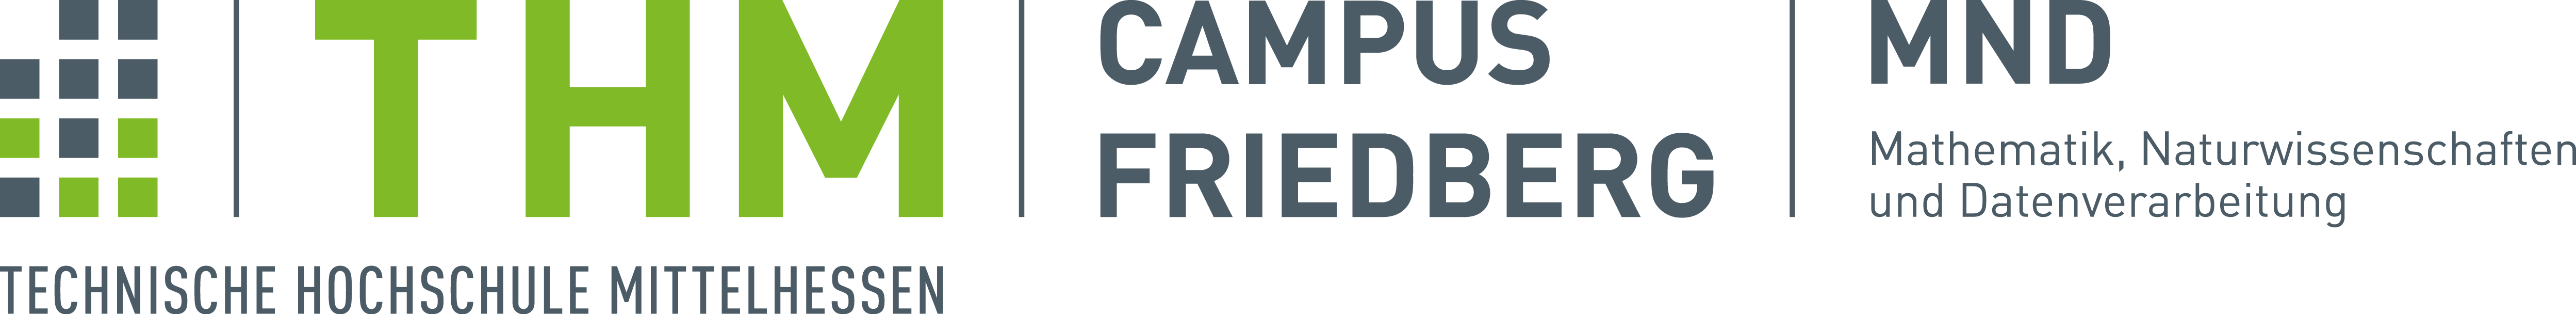 THM
TECHNISCHE HOCHSCHULE MITTELHESSEN
CAMPUS
FRIEDBERG
MND
Mathematik, Naturwissenschaften
und Datenverarbeitung